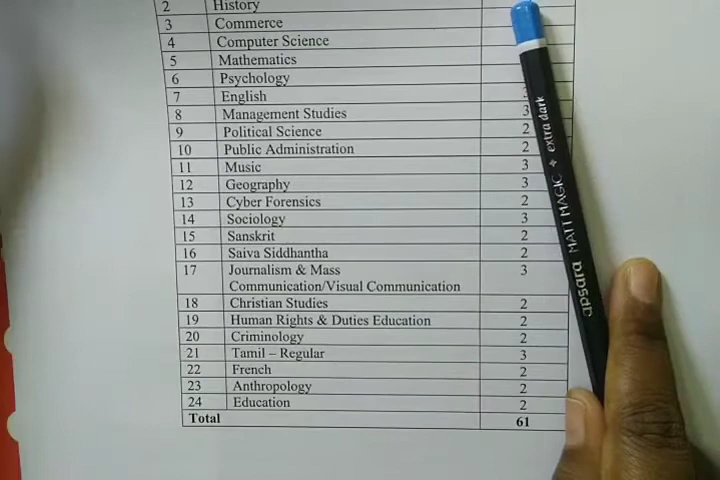 2 History
3 Commerce
4 Computer Science
5 Mathematics
6 Psychology
7 English 3
8 Management Studies 3
9 Political Science 2
10 Public Administration 2
11 Music 3
12 Geography 3
13 Cyber Forensics 2
14 Sociology 3
15 Sanskrit 2
16 Saiva Siddhantha 2
17 Journalism & Mass 3
Communication/Visual Communication
18 Christian Studies 2
19 Human Rights & Duties Education 2
20 Criminology 2
21 Tamil – Regular 3
22 French 2
23 Anthropology 2
24 Education 2
Total 61
apsara MATT MAGIC + extra dark